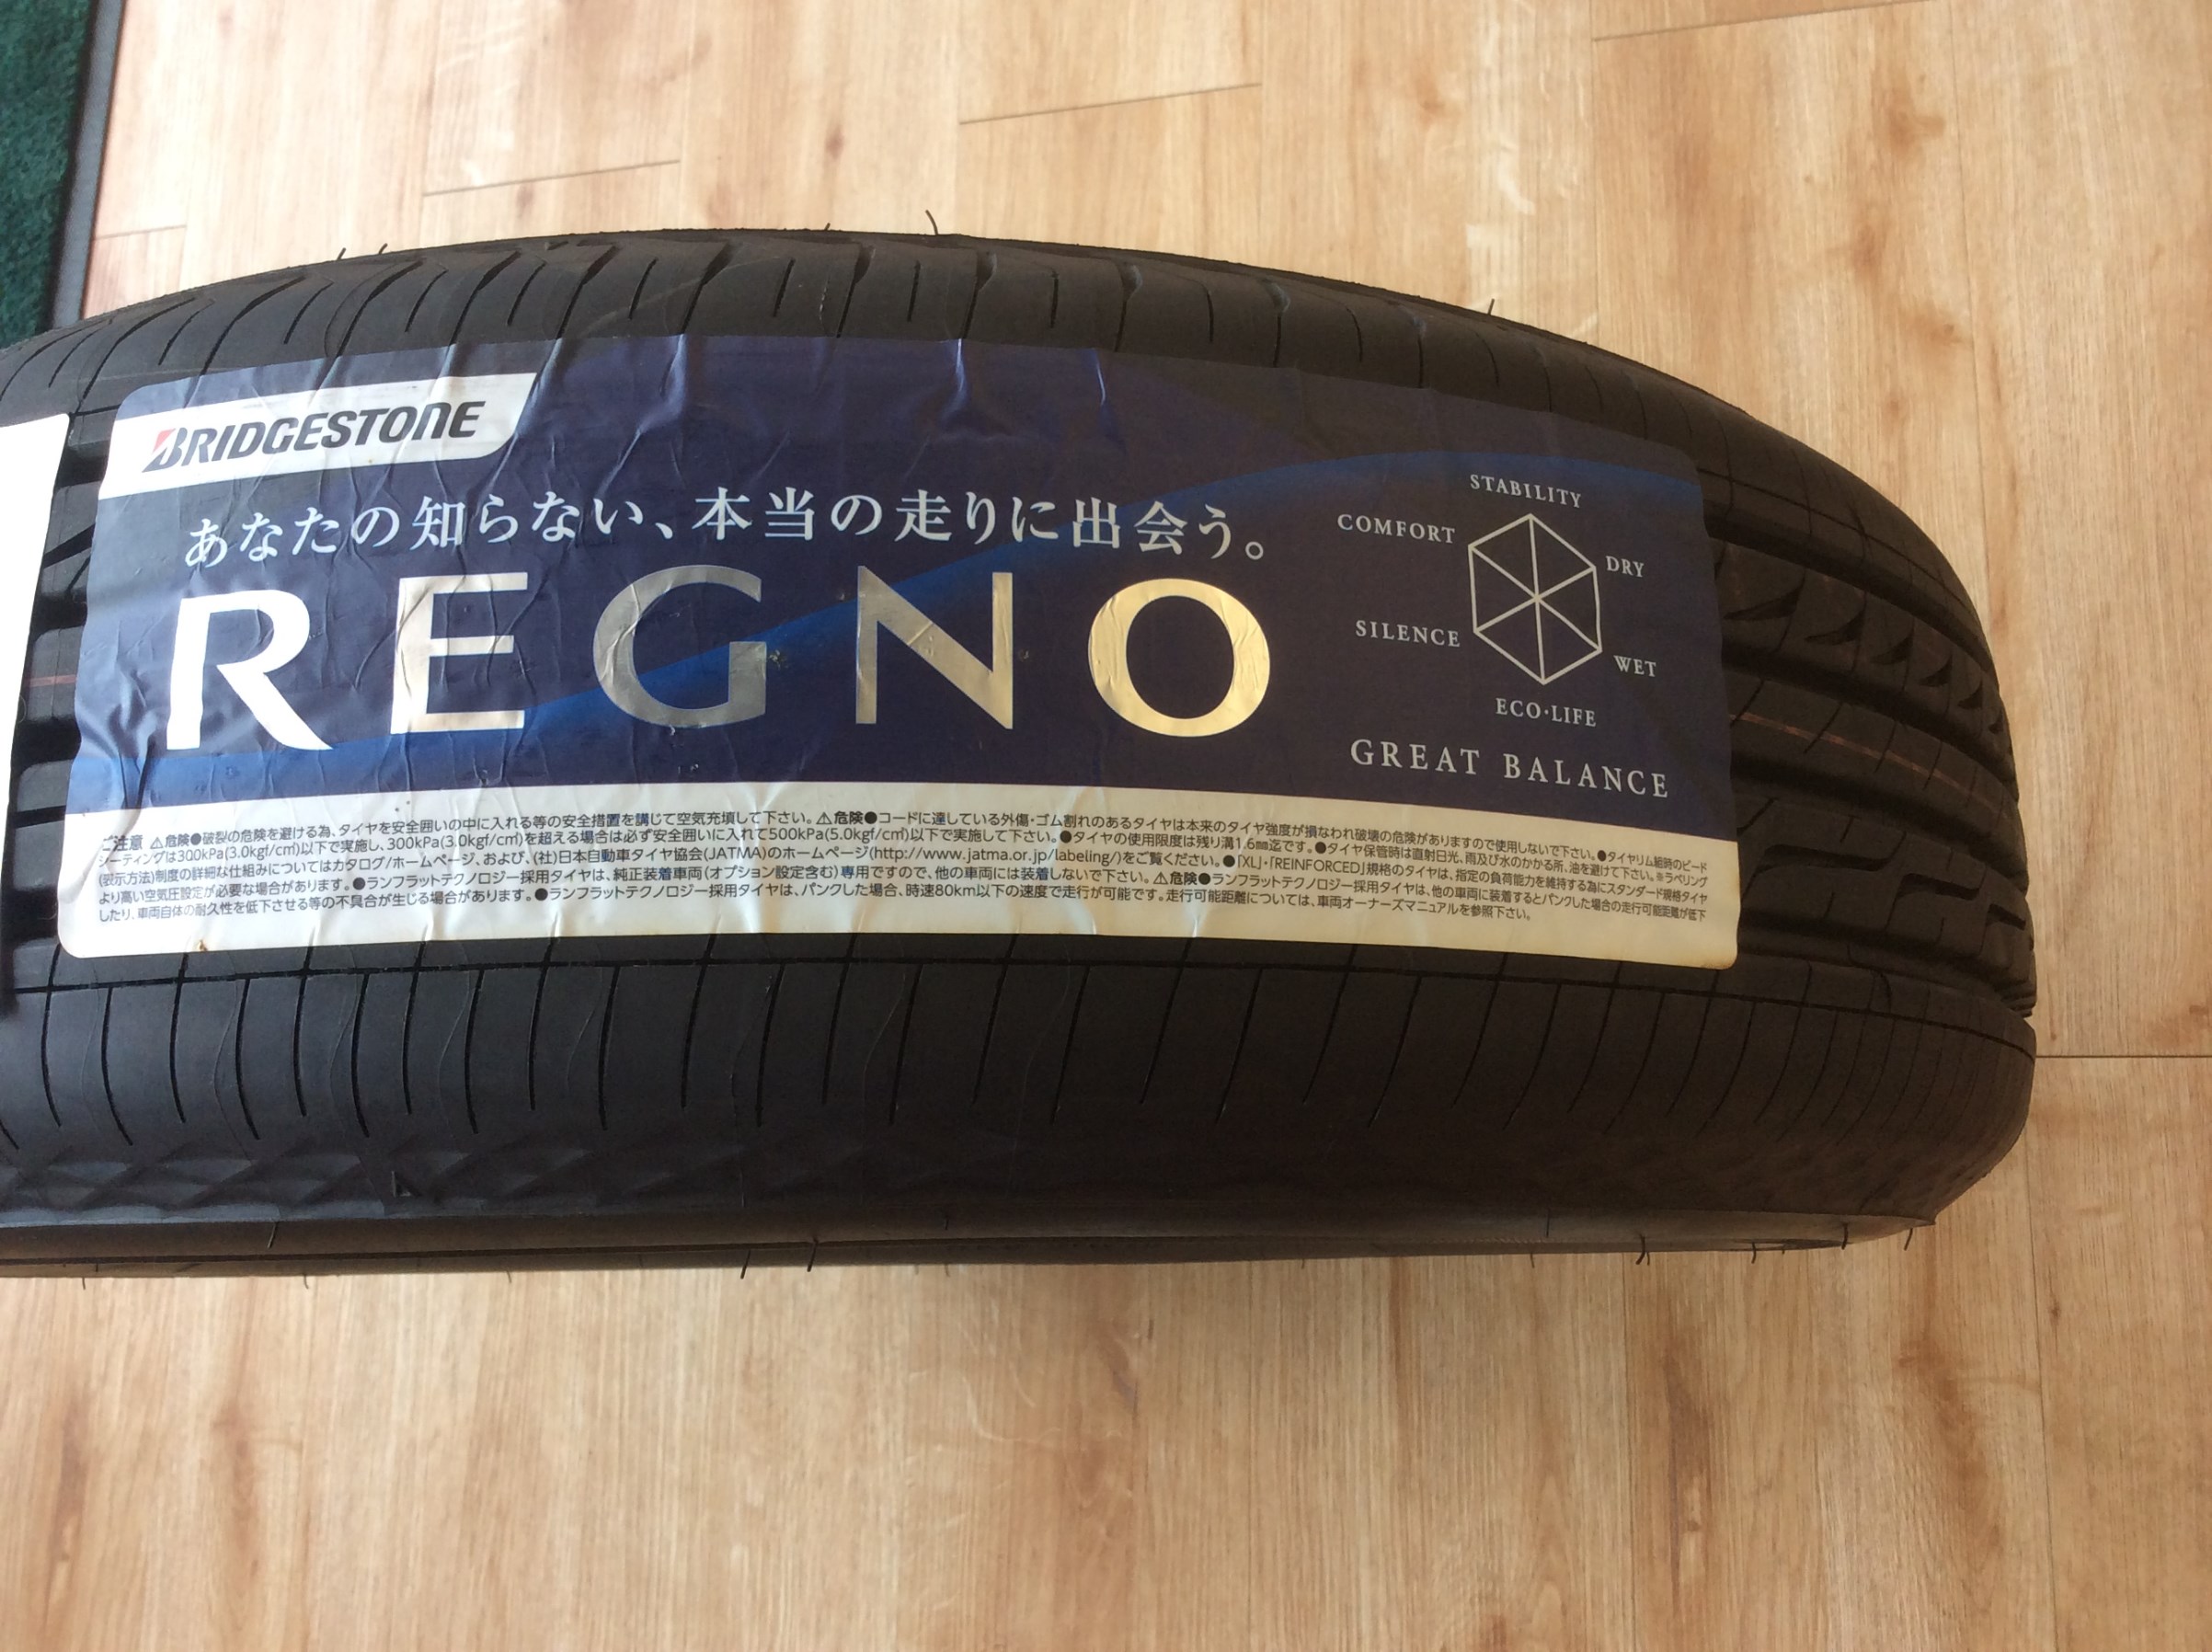 BRIDGESTONE
あなたの知らない、本当の走りに出会う。
REGNO
STABILITY
COMFORT
DRY
SILENCE
WET
ECO・LIFE
GREAT BALANCE
ご注意 ⚠危険●破裂の危険を避ける為、タイヤを安全囲いの中に入れる等の安全措置を講じて空気充填して下さい。⚠危険●コードに達している外傷・ゴム割れのあるタイヤは本来のタイヤ強度が損なわれ破壊の危険がありますので使用しないで下さい。●タイヤリム組時のビード
シーティングは300kPa(3.0kgf/cm²)以下で実施し、300kPa(3.0kgf/cm²)を超える場合は必ず安全囲いに入れて500kPa(5.0kgf/cm²)以下で実施して下さい。●タイヤの使用限度は残り溝1.6mm迄です。●タイヤ保管時は直射日光、雨及び水のかかる所、油を避けて下さい。※ラベリング
(表示方法)制度の詳細な仕組みについてはカタログ/ホームページ、および、(社)日本自動車タイヤ協会(JATMA)のホームページ(http://www.jatma.or.jp/labeling/)をご覧ください。●「XL」・「REINFORCED」規格のタイヤは、指定の負荷能力を維持する為にスタンダード規格タイヤ
より高い空気圧設定が必要な場合があります。●ランフラットテクノロジー採用タイヤは、純正装着車両(オプション設定含む)専用ですので、他の車両には装着しないで下さい。⚠危険●ランフラットテクノロジー採用タイヤは、他の車両に装着するとパンクした場合の走行可能距離が低下
したり、車両自体の耐久性を低下させる等の不具合が生じる場合があります。●ランフラットテクノロジー採用タイヤは、パンクした場合、時速80km以下の速度で走行が可能です。走行可能距離については、車両オーナーズマニュアルを参照下さい。